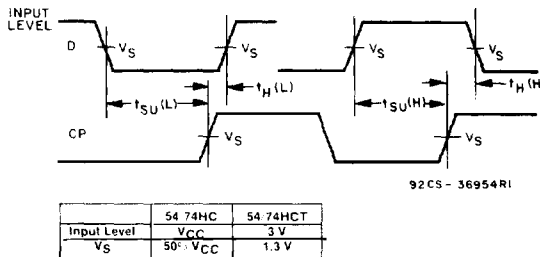 INPUT
LEVEL
D
VS
VS
VS
VS
tSU(L)
tH(L)
tSU(H)
tH(H
CP
VS
VS
92CS-36954R1
54/74HC 54/74HCT
Input Level VCC 3 V
VS 50% VCC 1.3 V